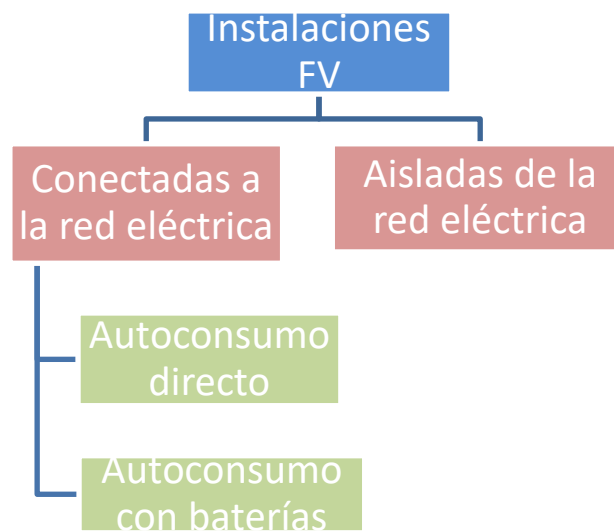 Instalaciones
FV
Conectadas a
la red eléctrica
Aisladas de la
red eléctrica
Autoconsumo
directo
Autoconsumo
con baterías